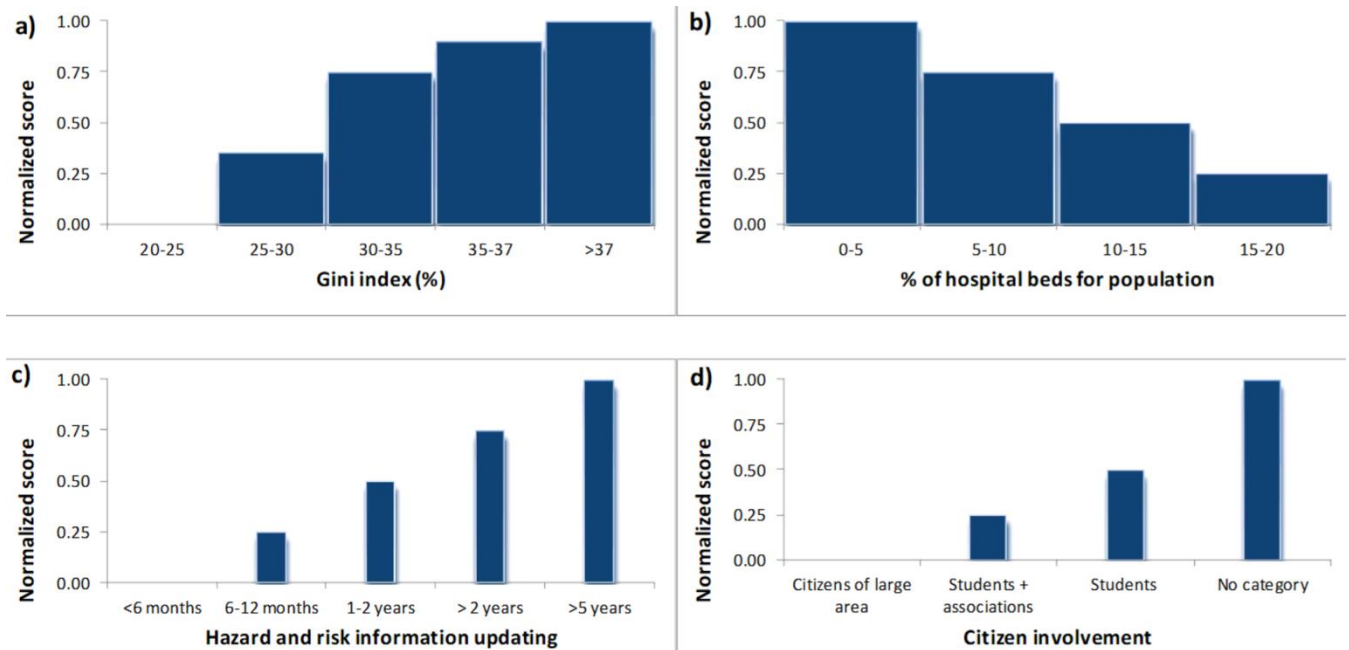 a)
Normalized score
1.00
0.75
0.50
0.25
0.00
20-25 25-30 30-35 35-37 >37
Gini index (%)
b)
Normalized score
1.00
0.75
0.50
0.25
0.00
0-5 5-10 10-15 15-20
% of hospital beds for population
c)
Normalized score
1.00
0.75
0.50
0.25
0.00
<6 months 6-12 months 1-2 years > 2 years >5 years
Hazard and risk information updating
d)
Normalized score
1.00
0.75
0.50
0.25
0.00
Citizens of large area Students + associations Students No category
Citizen involvement